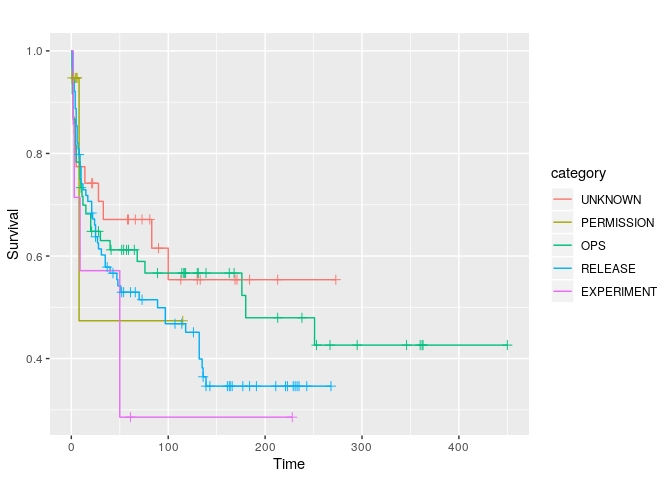 1.0
0.8
0.6
0.4
Survival
0
100
200
300
400
Time
category
UNKNOWN
PERMISSION
OPS
RELEASE
EXPERIMENT